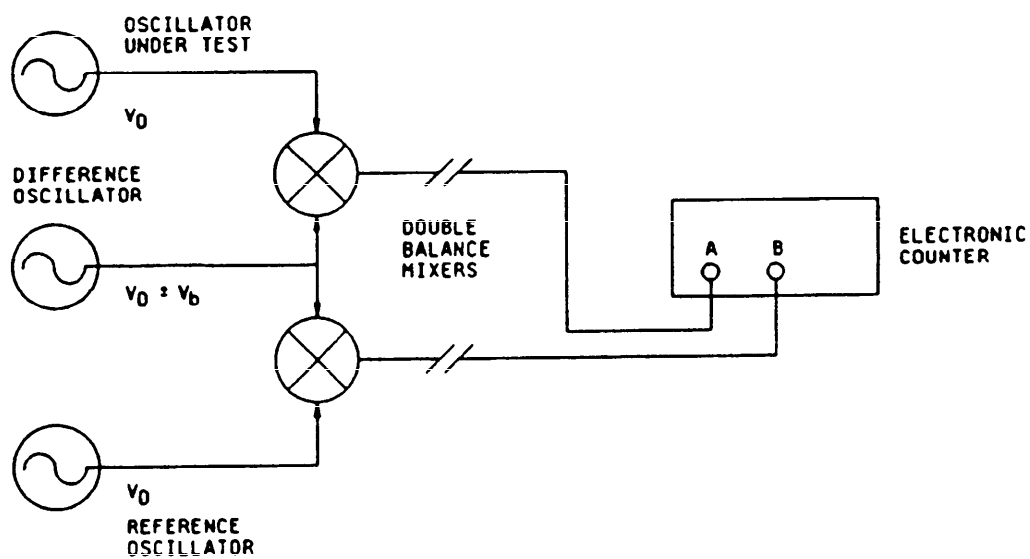 OSCILLATOR
UNDER TEST
V0
DIFFERENCE
OSCILLATOR
V0 ± Vb
DOUBLE
BALANCE
MIXERS
A B
ELECTRONIC
COUNTER
V0
REFERENCE
OSCILLATOR